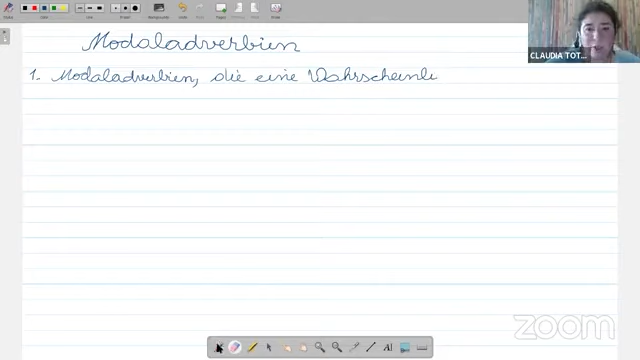 Modaladverbien
1. Modaladverbien, die eine Wahrscheinli
CLAUDIA TOT...
zoom